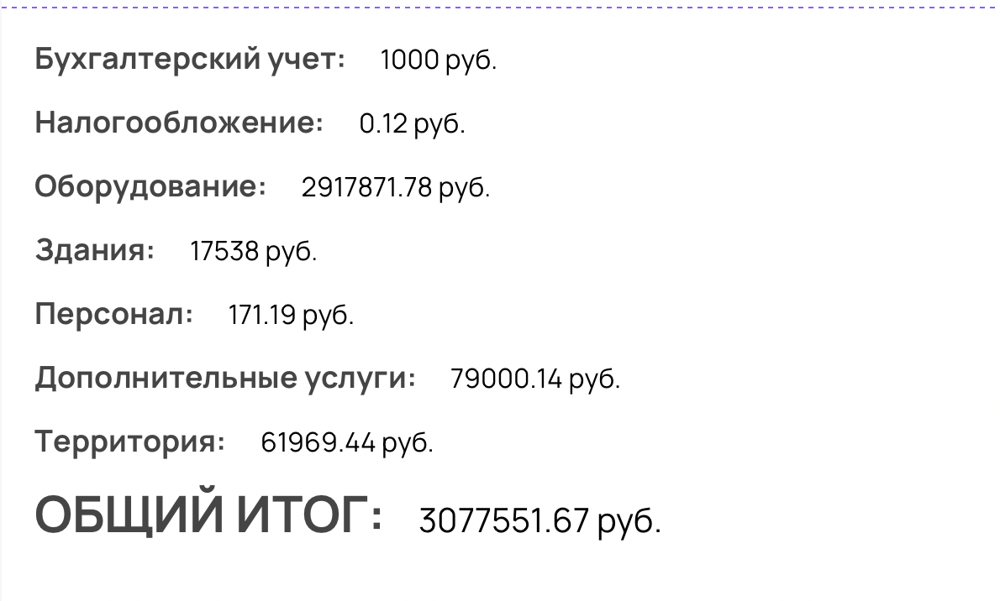 Бухгалтерский учет: 1000 руб.
Налогообложение: 0.12 руб.
Оборудование: 2917871.78 руб.
Здания: 17538 руб.
Персонал: 171.19 руб.
Дополнительные услуги: 79000.14 руб.
Территория: 61969.44 руб.
ОБЩИЙ ИТОГ: 3077551.67 руб.